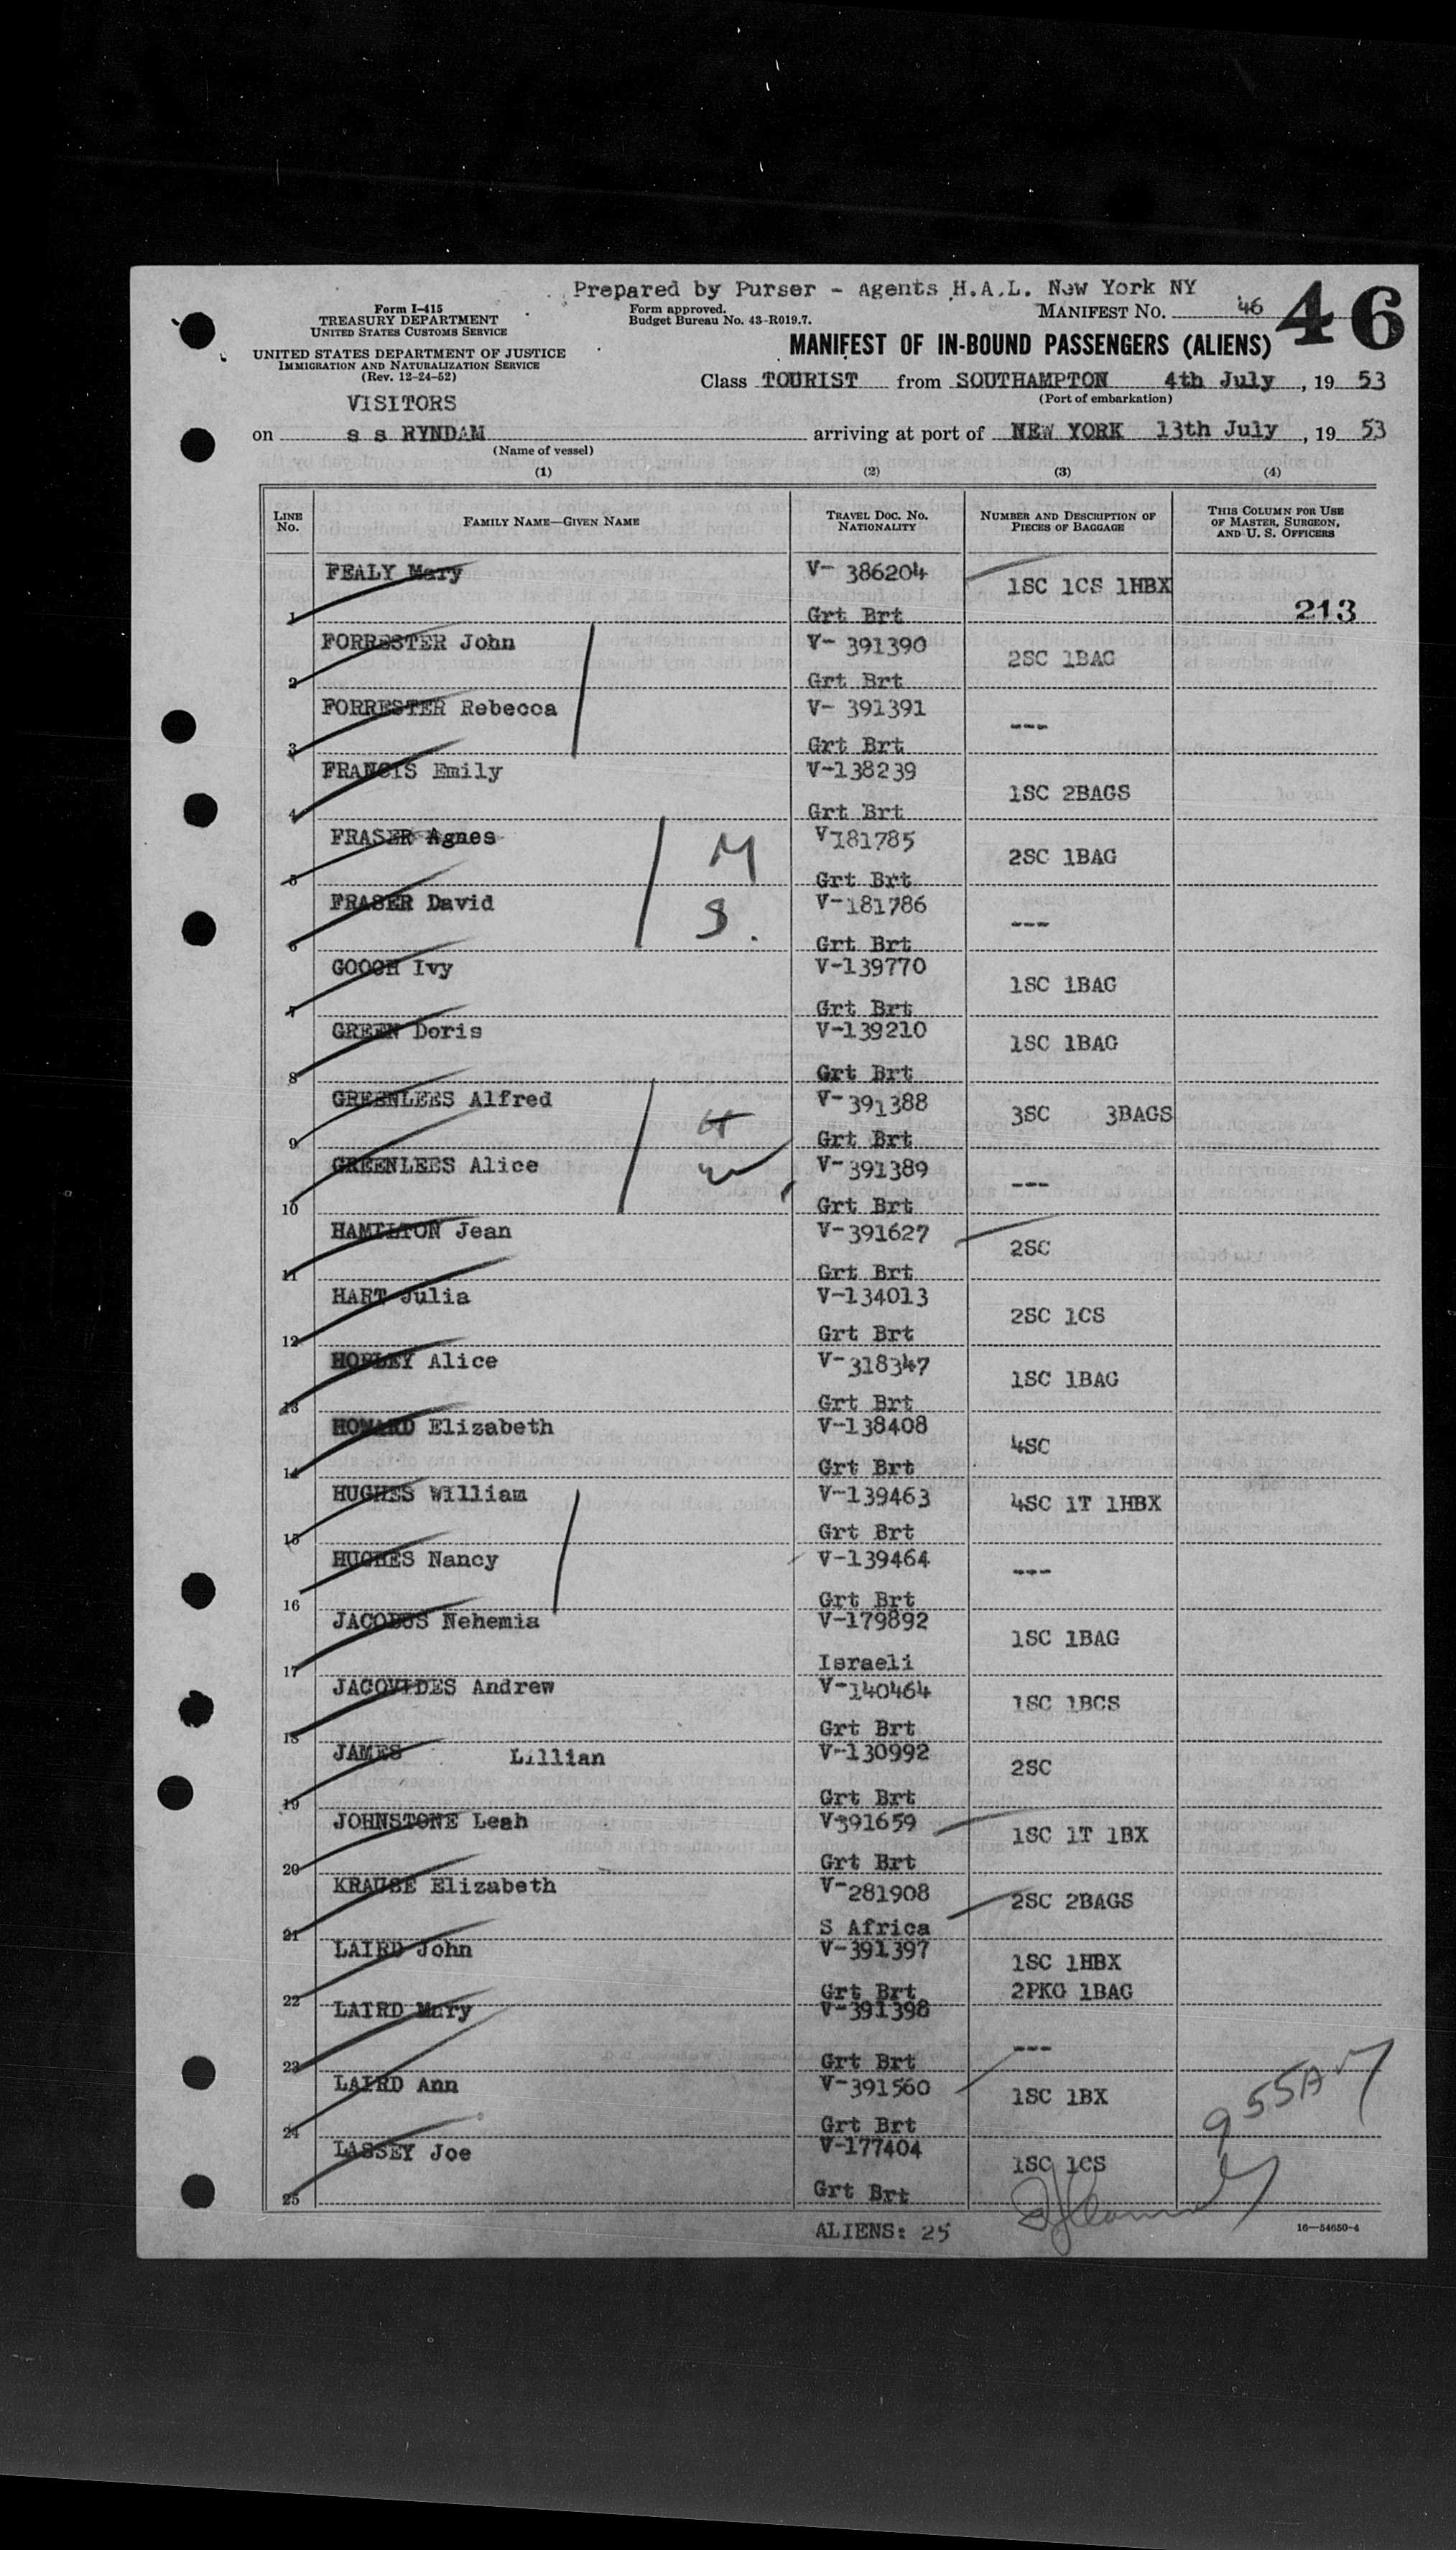 Prepared by Purser - Agents H.A.L. New York NY
Form I-415
TREASURY DEPARTMENT
UNITED STATES CUSTOMS SERVICE
UNITED STATES DEPARTMENT OF JUSTICE
IMMIGRATION AND NATURALIZATION SERVICE
(Rev. 12-24-52)
Form approved.
Budget Bureau No. 43-R019.7.
MANIFEST NO. 46
46
MANIFEST OF IN-BOUND PASSENGERS (ALIENS)
Class TOURIST from SOUTHAMPTON 4th July, 19 53
(Port of embarkation)
VISITORS
on s s RYNDAM arriving at port of NEW YORK 13th July, 19 53
(Name of vessel)
(1) (2) (3) (4)
LINE NO. FAMILY NAME—GIVEN NAME TRAVEL DOC. NO. NATIONALITY NUMBER AND DESCRIPTION OF PIECES OF BAGGAGE THIS COLUMN FOR USE OF MASTER, SURGEON, AND U. S. OFFICERS
1 FEALY Mary V- 386204 Grt Brt 1SC 1CS 1HBX 213
2 FORRESTER John V- 391390 Grt Brt 2SC 1BAG
3 FORRESTER Rebecca V- 391391 Grt Brt ---
4 FRANCIS Emily V-138239 Grt Brt 1SC 2BAGS
5 FRASER Agnes M V181785 Grt Brt 2SC 1BAG
6 FRASER David S. V-181786 Grt Brt ---
7 GOOCH Ivy V-139770 Grt Brt 1SC 1BAG
8 GREEN Doris V-139210 Grt Brt 1SC 1BAG
9 GREENLEES Alfred H V-391388 Grt Brt 3SC 3BAGS
10 GREENLEES Alice W V-391389 Grt Brt ---
11 HAMILTON Jean V-391627 Grt Brt 2SC
12 HART Julia V-134013 Grt Brt 2SC 1CS
13 Alice V-318347 Grt Brt 1SC 1BAG
14 HOWARD Elizabeth V-138408 Grt Brt 4SC
15 HUGHES William V-139463 Grt Brt 4SC 1T 1HBX
16 HUGHES Nancy V-139464 Grt Brt ---
17 JACOBUS Nehemia V-179892 Israeli 1SC 1BAG
18 JACOVIDES Andrew V-140464 Grt Brt 1SC 1BCS
19 JAMES Lillian V-130992 Grt Brt 2SC
20 JOHNSTONE Leah V391659 Grt Brt 1SC 1T 1BX
21 KRAUSE Elizabeth V-281908 S Africa 2SC 2BAGS
22 LAIRD John V-391397 Grt Brt 1SC 1HBX 2PKG 1BAG
23 LAIRD Mary V-391398 Grt Brt ---
24 LAIRD Ann V-391560 Grt Brt 1SC 1BX
25 LASSEY Joe V-177404 Grt Brt 1SC 1CS
955AM
ALIENS: 25
16—54650-4